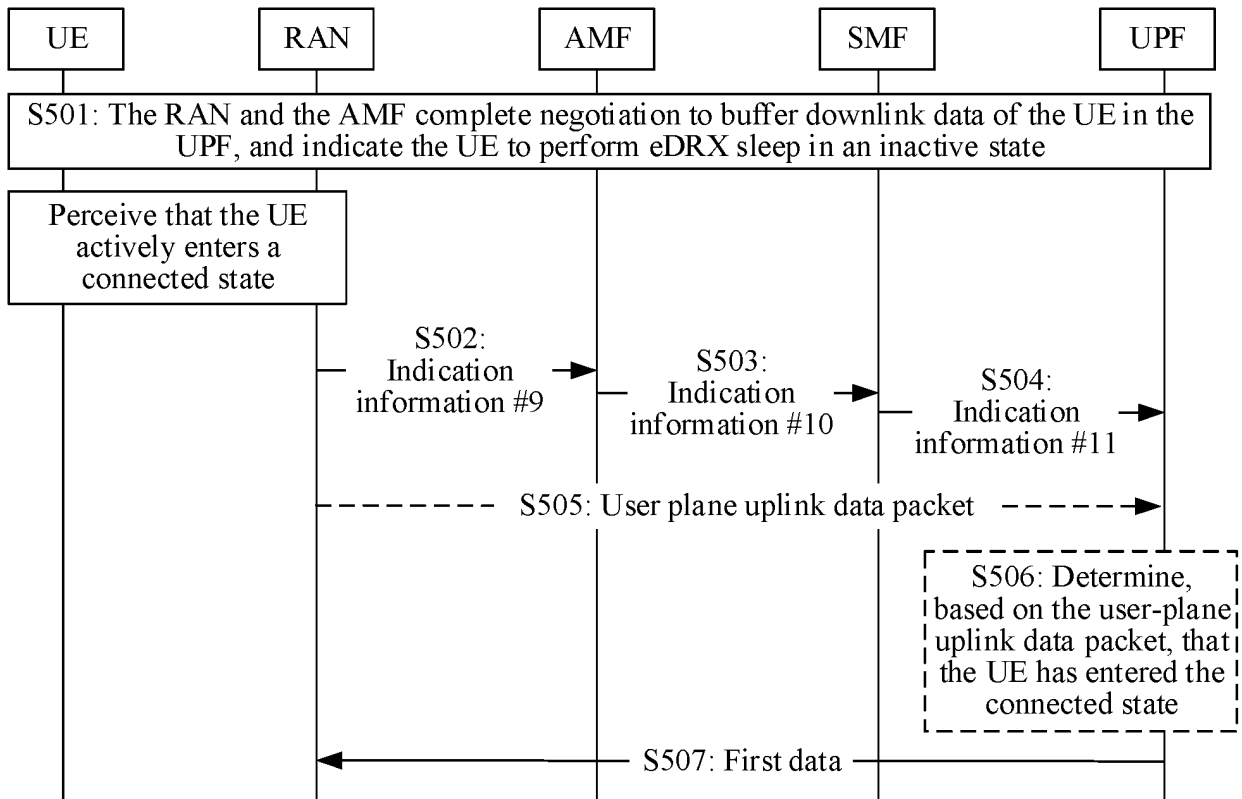 UE
RAN
AMF
SMF
UPF
S501: The RAN and the AMF complete negotiation to buffer downlink data of the UE in the
UPF, and indicate the UE to perform eDRX sleep in an inactive state
Perceive that the UE
actively enters a
connected state
S502:
Indication
information #9
S503:
Indication
information #10
S504:
Indication
information #11
S505: User plane uplink data packet
S506: Determine,
based on the user-plane
uplink data packet, that
the UE has entered the
connected state
S507: First data